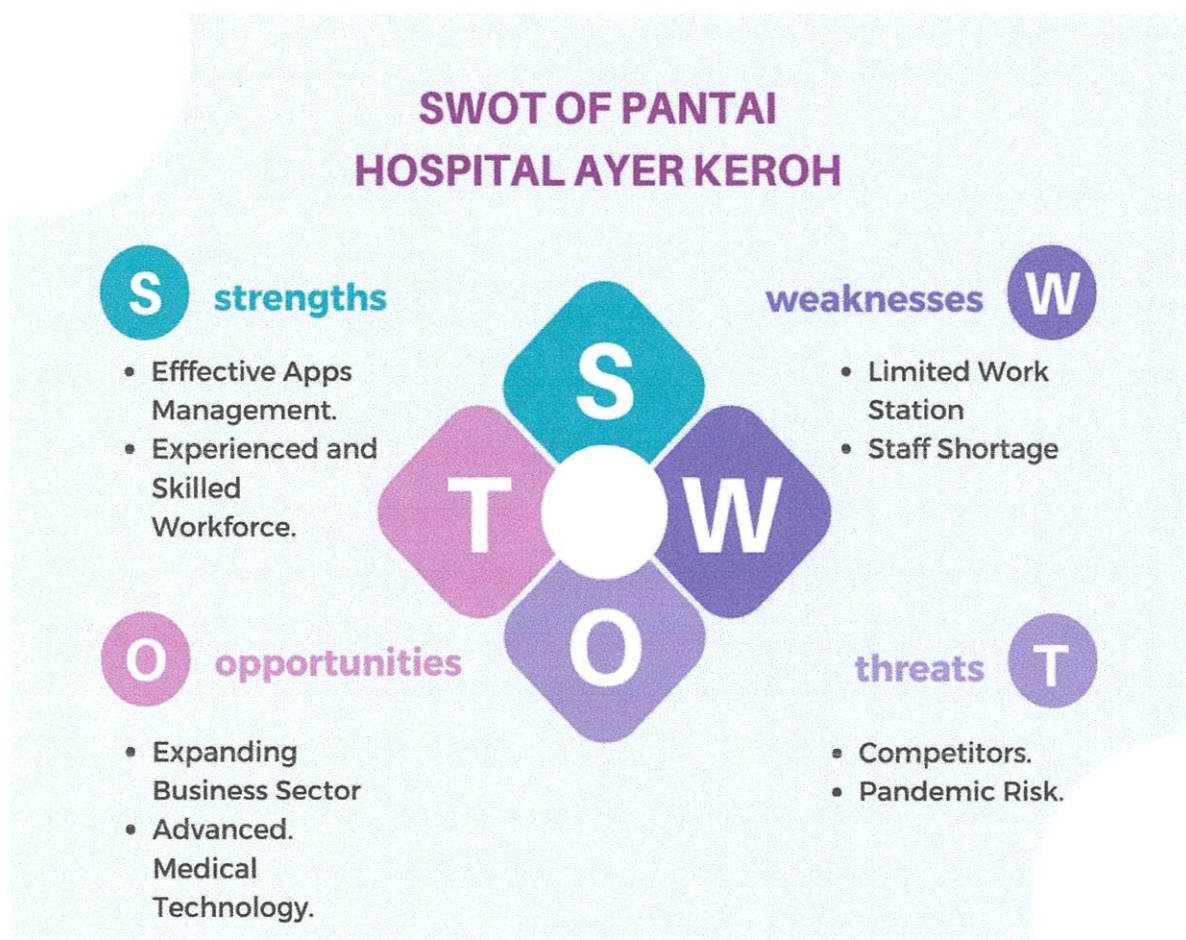 SWOT OF PANTAI
HOSPITAL AYER KEROH
S strengths
• Efffective Apps
Management.
• Experienced and
Skilled
Workforce.
weaknesses W
• Limited Work
Station
• Staff Shortage
S
T
W
O
O opportunities
• Expanding
Business Sector
• Advanced.
Medical
Technology.
threats T
• Competitors.
• Pandemic Risk.